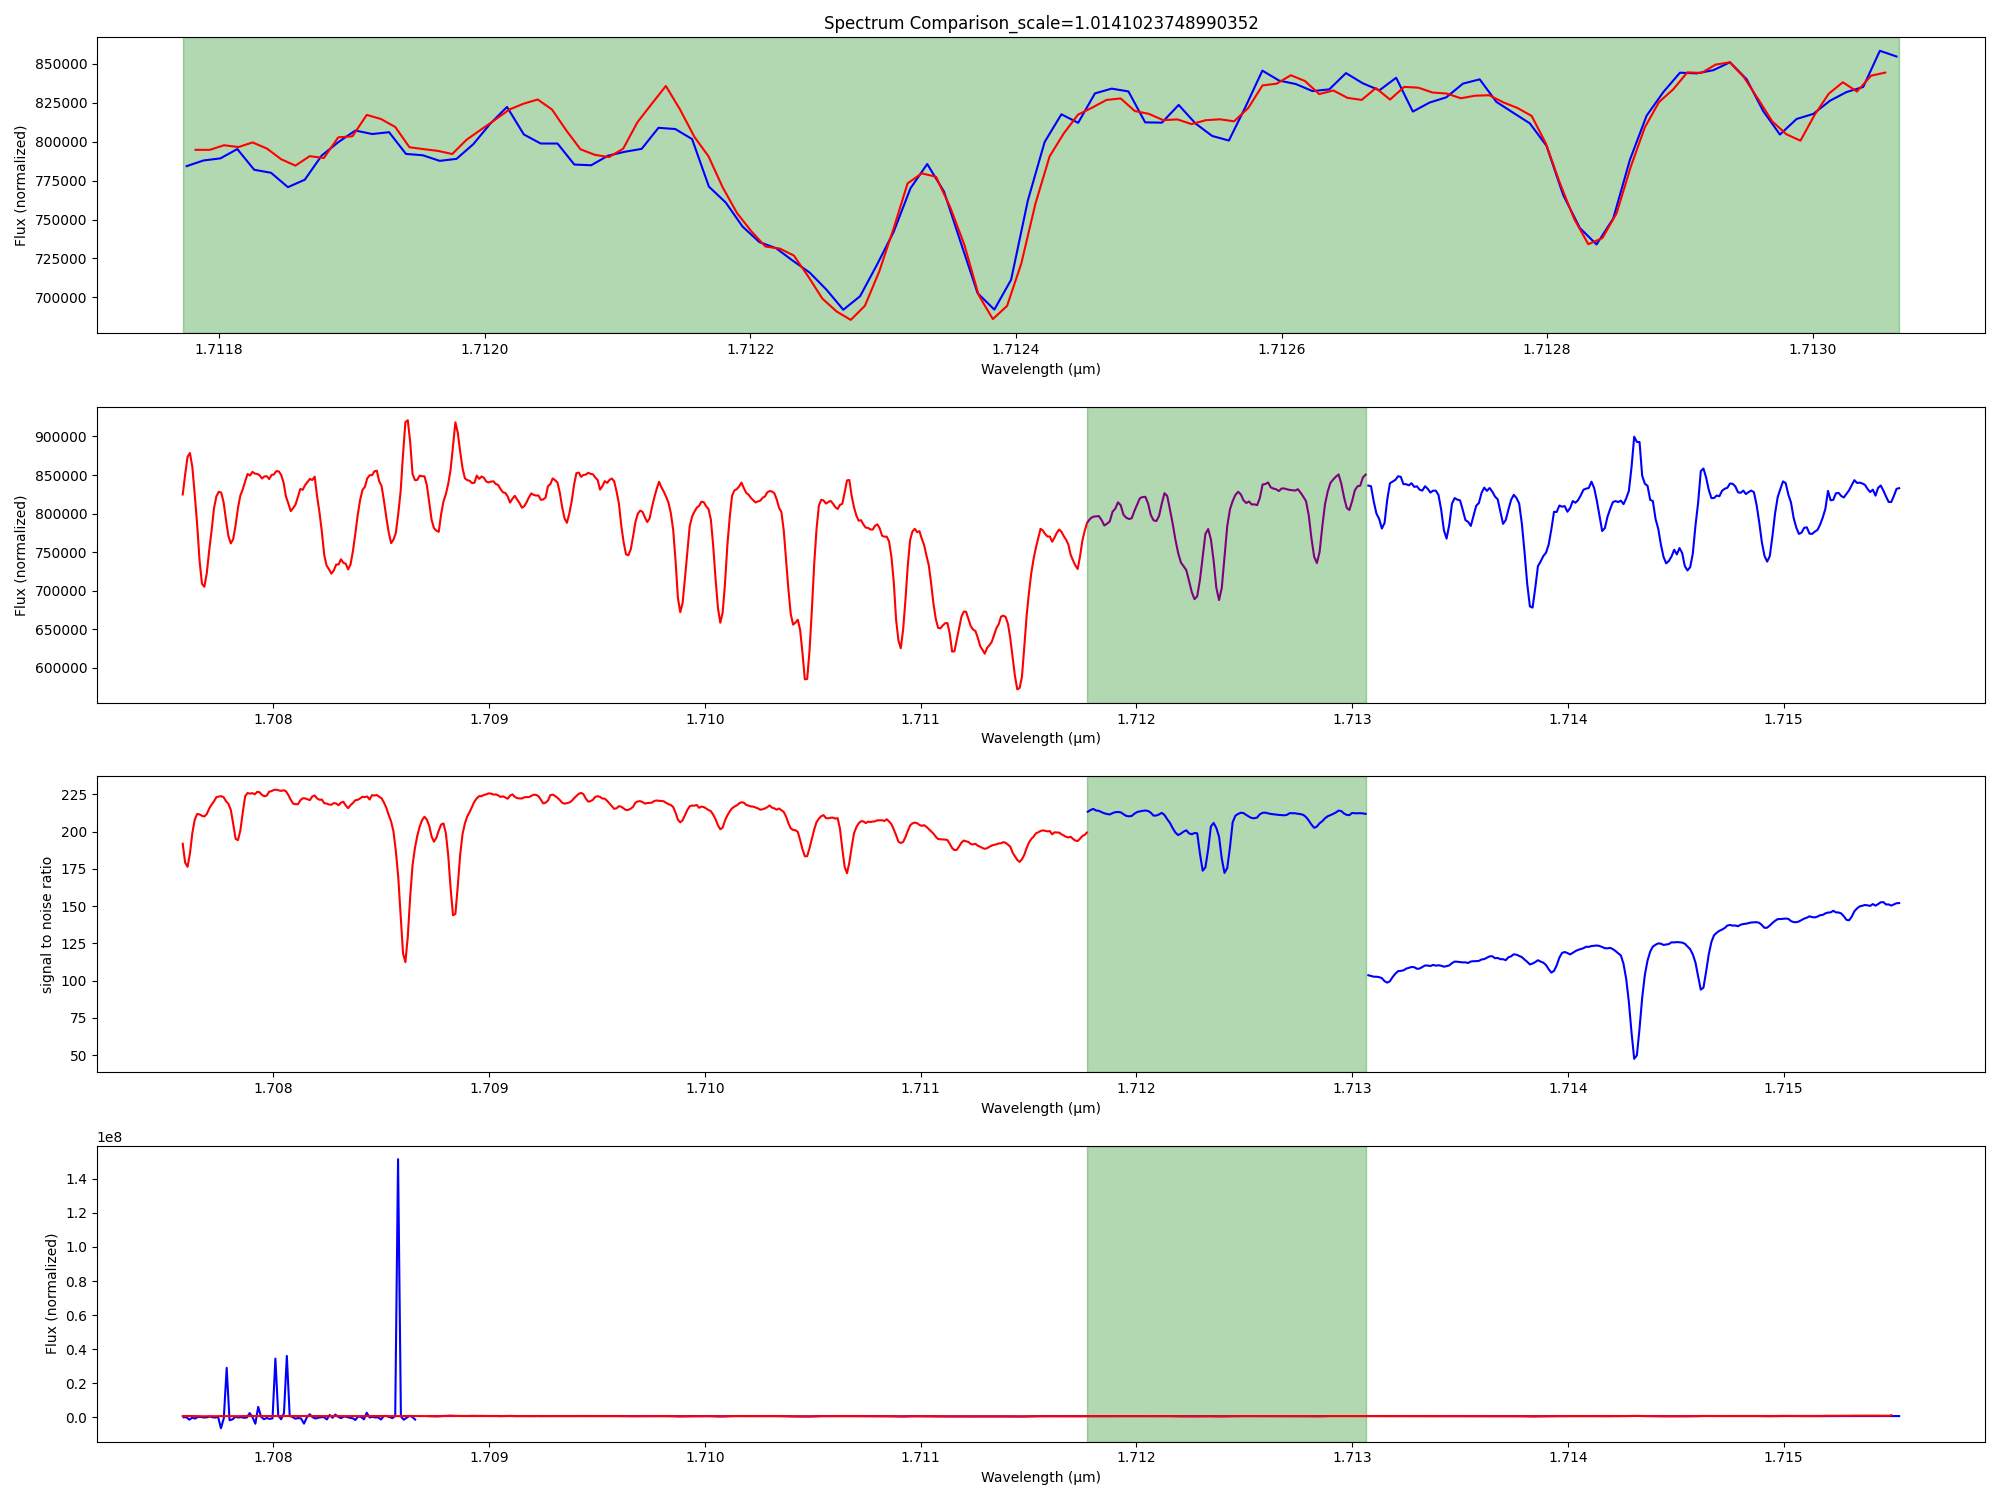 Spectrum Comparison_scale=1.0141023748990352
850000
825000
800000
775000
750000
725000
700000
Flux (normalized)
1.7118 1.7120 1.7122 1.7124 1.7126 1.7128 1.7130
Wavelength (µm)
900000
850000
800000
750000
700000
650000
600000
Flux (normalized)
1.708 1.709 1.710 1.711 1.712 1.713 1.714 1.715
Wavelength (µm)
225
200
175
150
125
100
75
50
signal to noise ratio
1.708 1.709 1.710 1.711 1.712 1.713 1.714 1.715
Wavelength (µm)
1e8
1.4
1.2
1.0
0.8
0.6
0.4
0.2
0.0
Flux (normalized)
1.708 1.709 1.710 1.711 1.712 1.713 1.714 1.715
Wavelength (µm)